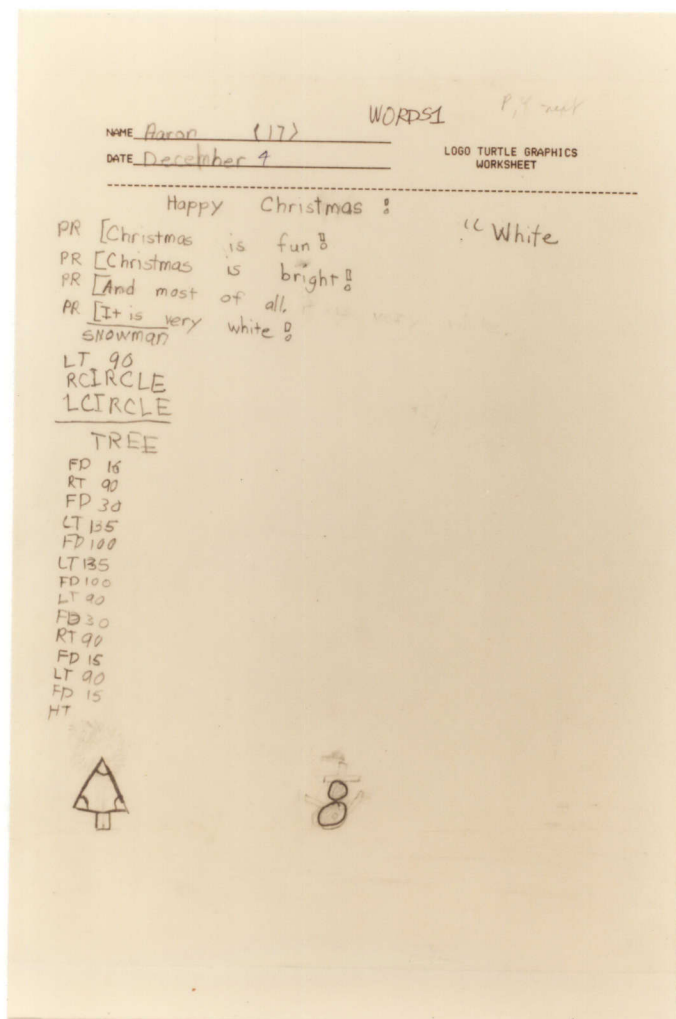 WORDS1
NAME Aaron (17)
DATE December 4
LOGO TURTLE GRAPHICS
WORKSHEET
Happy Christmas !
PR [Christmas is fun!
PR [Christmas is bright!
PR [And most of all.
PR [It is very white!
“ White
SNOWMAN
LT 90
RCIRCLE
LCIRCLE
TREE
FD 16
RT 90
FD 30
LT 135
FD 100
LT 135
FD 100
LT 90
FD 30
RT 90
FD 15
LT 90
FD 15
HT